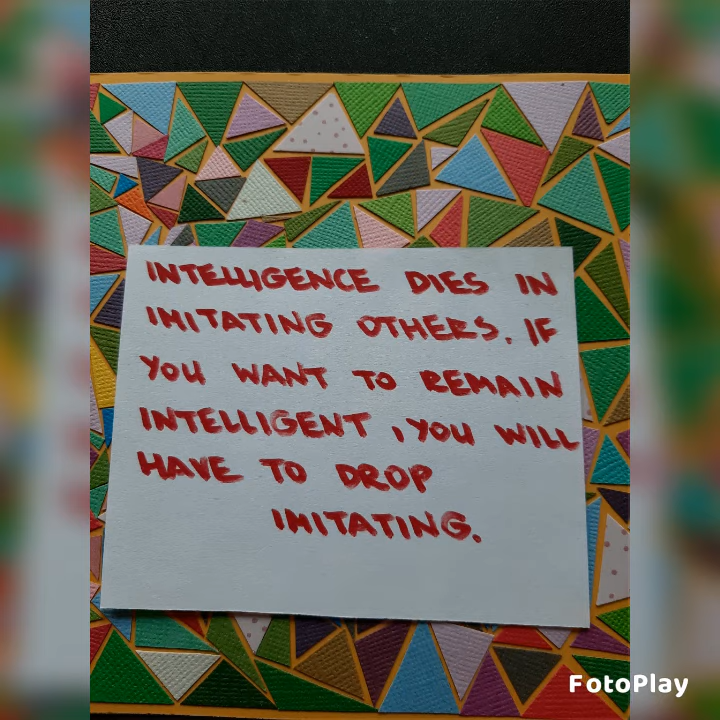 INTELLIGENCE DIES IN
IMITATING OTHERS. IF
YOU WANT TO REMAIN
INTELLIGENT, YOU WILL
HAVE TO DROP
IMITATING.
FotoPlay